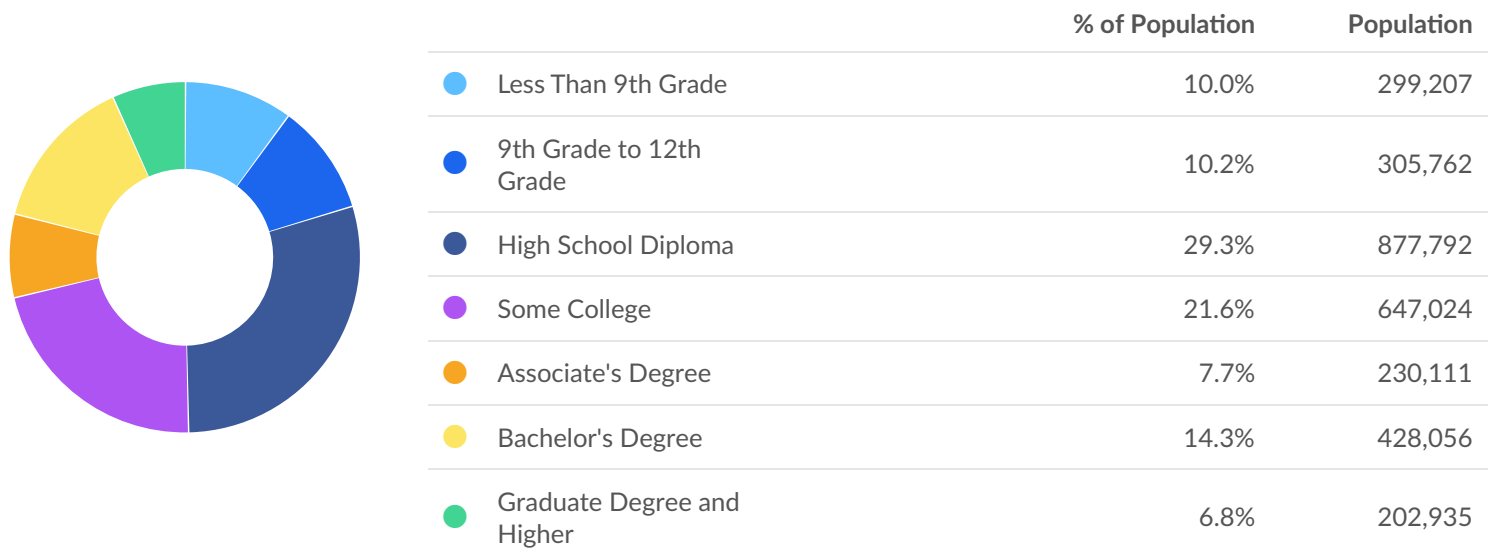 % of Population Population
Less Than 9th Grade 10.0% 299,207
9th Grade to 12th
Grade 10.2% 305,762
High School Diploma 29.3% 877,792
Some College 21.6% 647,024
Associate's Degree 7.7% 230,111
Bachelor's Degree 14.3% 428,056
Graduate Degree and
Higher 6.8% 202,935